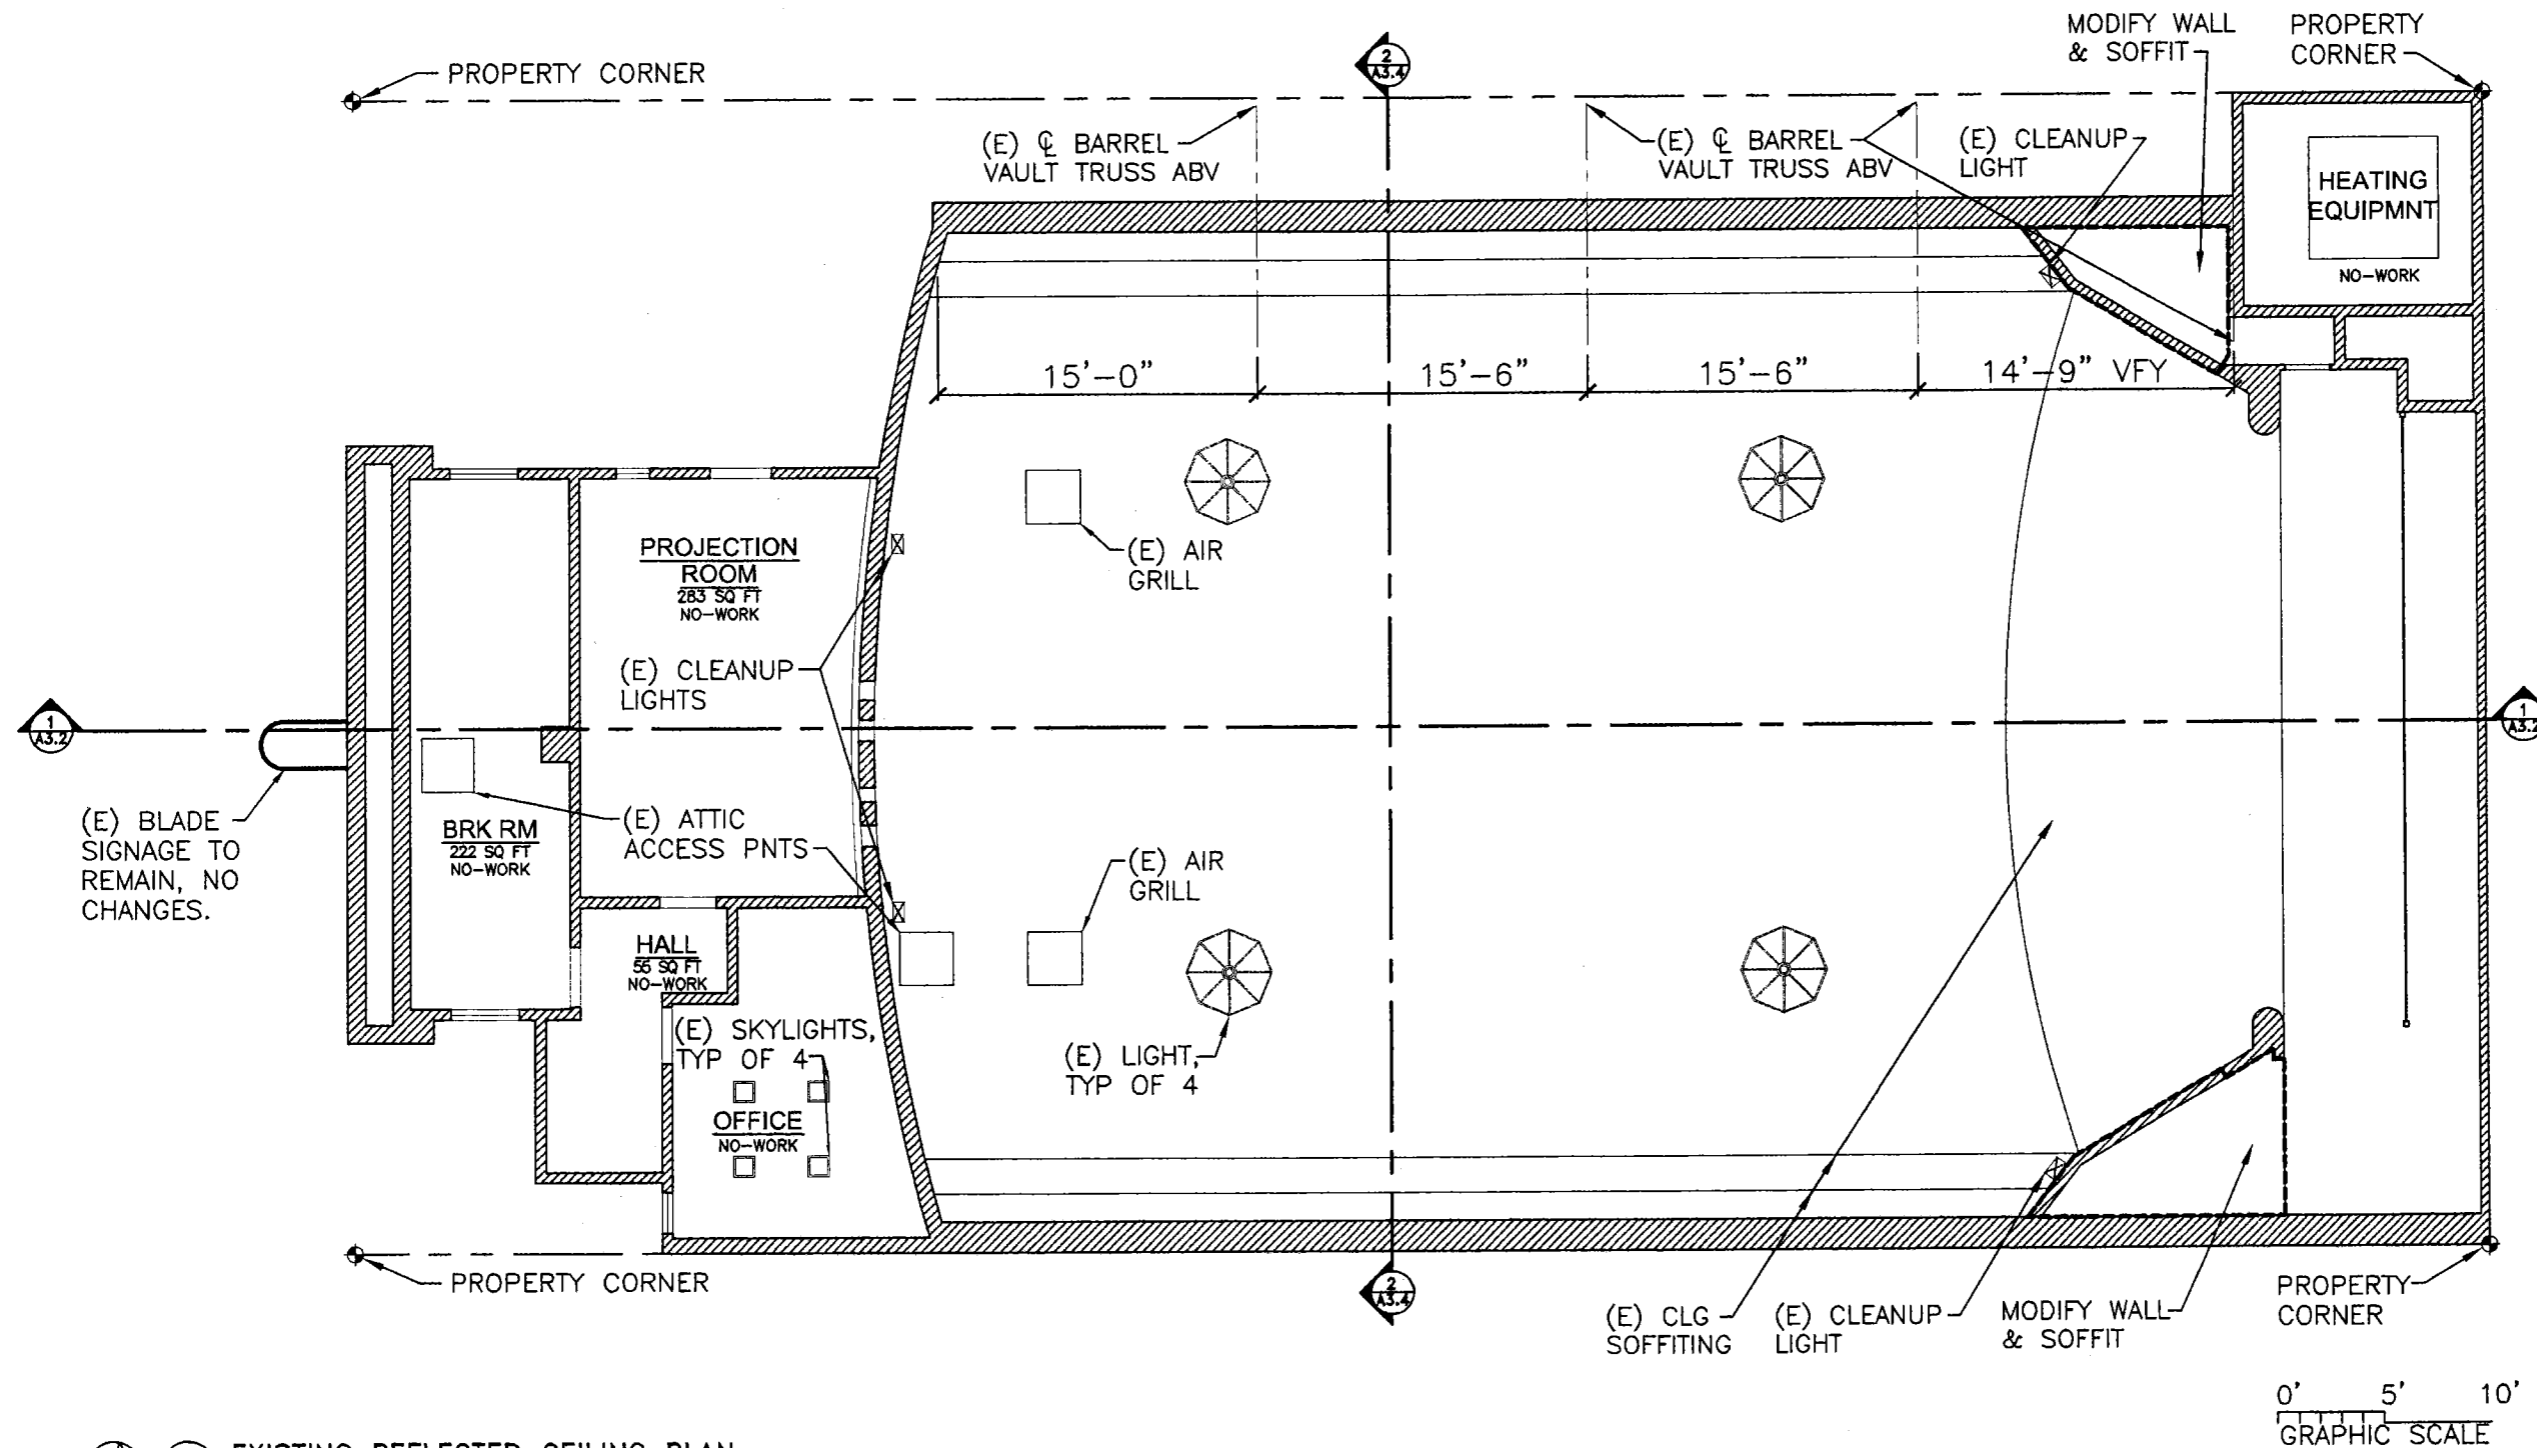 MODIFY WALL
& SOFFIT
PROPERTY
CORNER
PROPERTY CORNER
2
A3.4
(E) ℄ BARREL
VAULT TRUSS ABV
(E) ℄ BARREL
VAULT TRUSS ABV
(E) CLEANUP
LIGHT
HEATING
EQUIPMNT
NO-WORK
15'-0"
15'-6"
15'-6"
14'-9" VFY
PROJECTION
ROOM
283 SQ FT
NO-WORK
(E) AIR
GRILL
(E) CLEANUP
LIGHTS
1
A3.2
1
A3.2
(E) BLADE
SIGNAGE TO
REMAIN, NO
CHANGES.
BRK RM
222 SQ FT
NO-WORK
(E) ATTIC
ACCESS PNTS
(E) AIR
GRILL
HALL
55 SQ FT
NO-WORK
(E) SKYLIGHTS,
TYP OF 4
(E) LIGHT,
TYP OF 4
OFFICE
NO-WORK
PROPERTY CORNER
2
A3.4
(E) CLG
SOFFITING
(E) CLEANUP
LIGHT
MODIFY WALL
& SOFFIT
PROPERTY
CORNER
0' 5' 10'
GRAPHIC SCALE
EXISTING REFLECTED CEILING PLAN